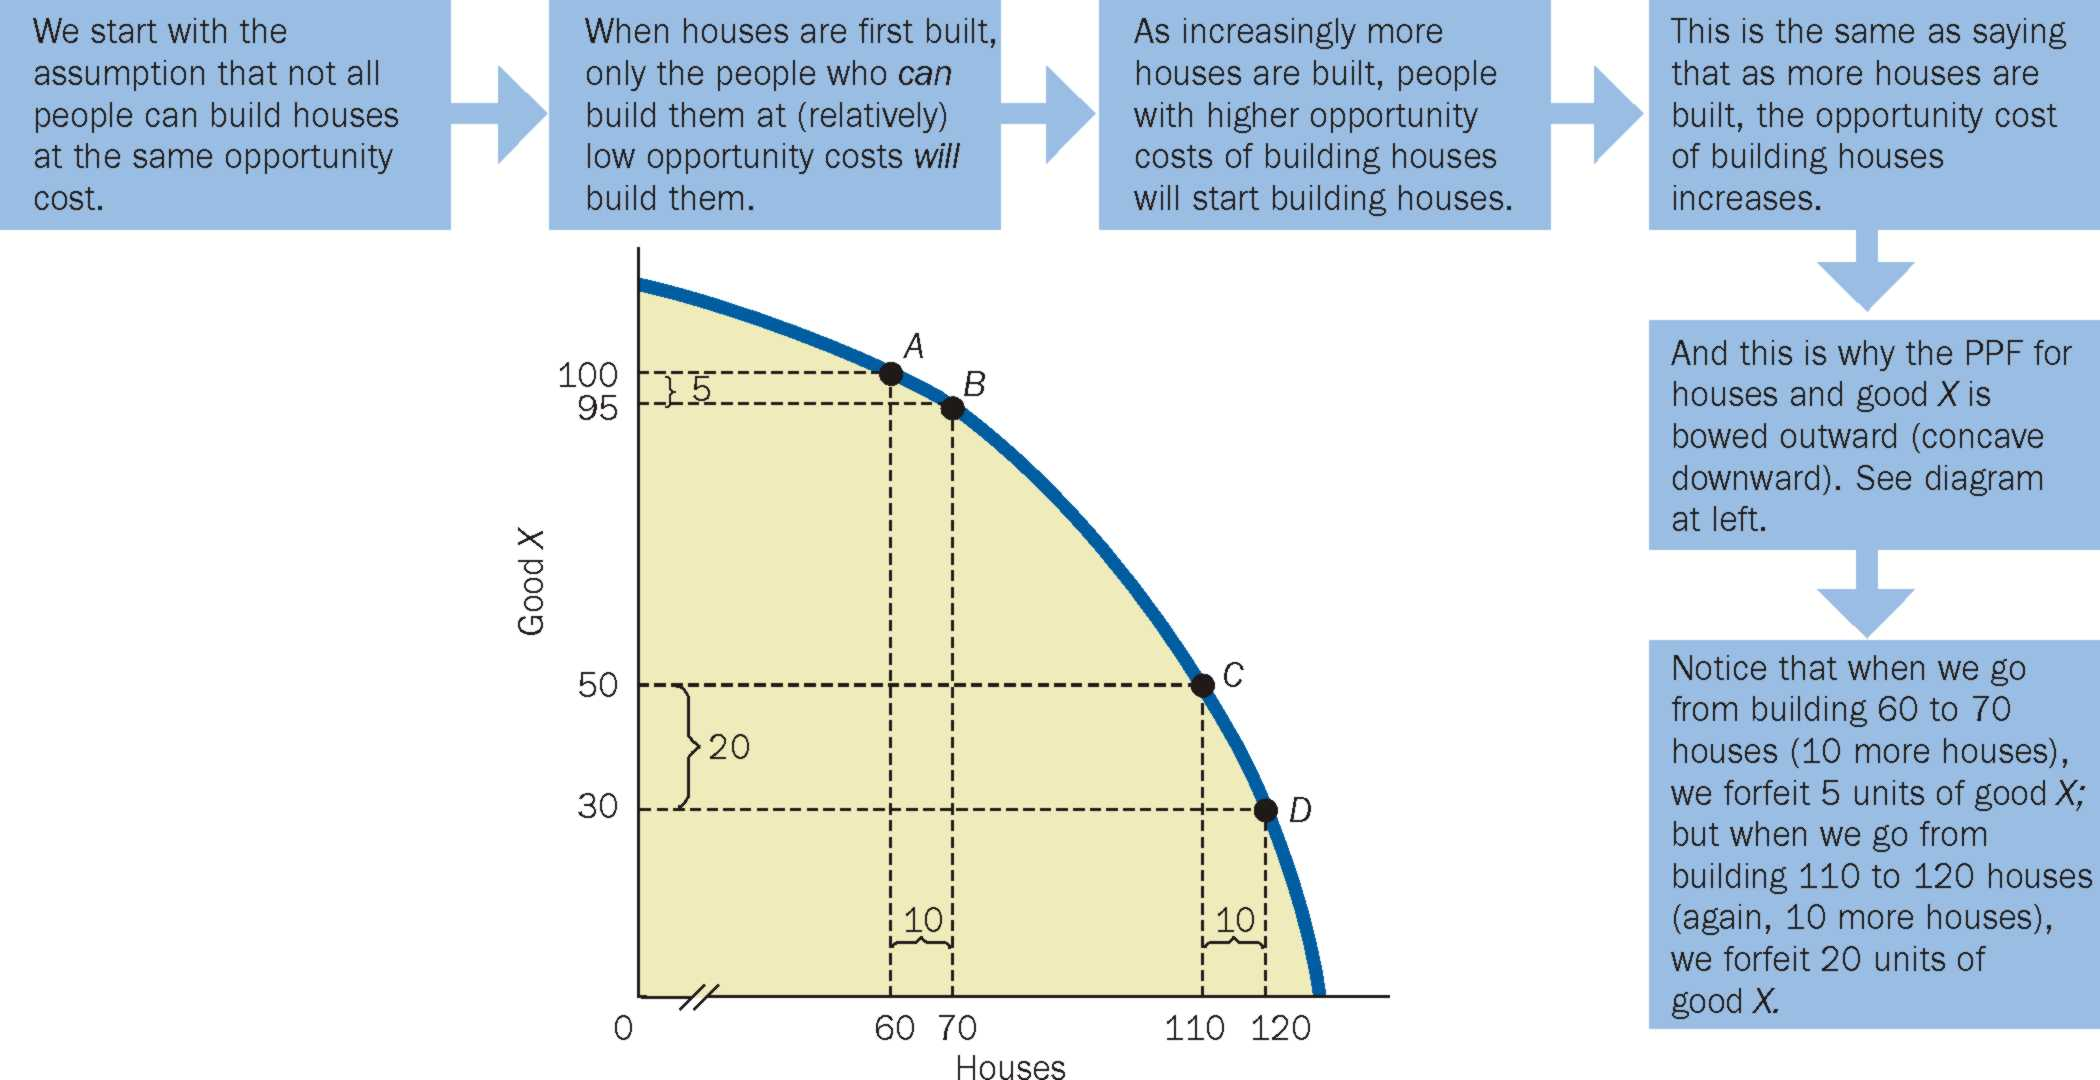 We start with the
assumption that not all
people can build houses
at the same opportunity
cost.
When houses are first built,
only the people who can
build them at (relatively)
low opportunity costs will
build them.
As increasingly more
houses are built, people
with higher opportunity
costs of building houses
will start building houses.
This is the same as saying
that as more houses are
built, the opportunity cost
of building houses
increases.
And this is why the PPF for
houses and good X is
bowed outward (concave
downward). See diagram
at left.
Notice that when we go
from building 60 to 70
houses (10 more houses),
we forfeit 5 units of good X;
but when we go from
building 110 to 120 houses
(again, 10 more houses),
we forfeit 20 units of
good X.
Good X
100
95
50
30
5
20
A
B
C
D
10
10
0
60
70
110
120
Houses